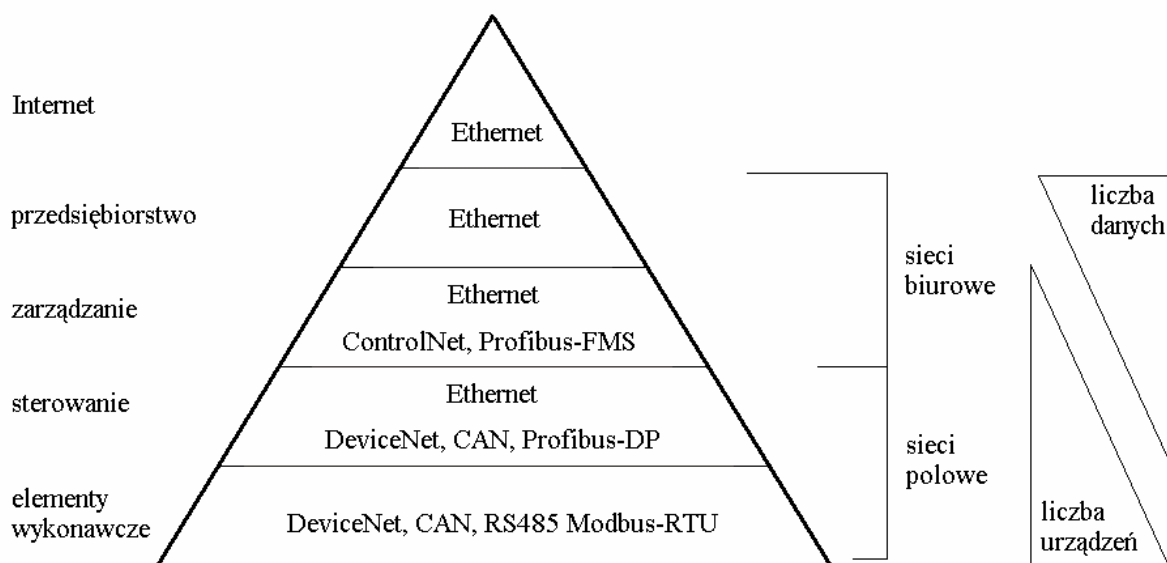 Internet
Ethernet
przedsiębiorstwo
Ethernet
liczba
danych
sieci
biurowe
zarządzanie
Ethernet
ControlNet, Profibus-FMS
sterowanie
Ethernet
DeviceNet, CAN, Profibus-DP
sieci
polowe
elementy
wykonawcze
DeviceNet, CAN, RS485 Modbus-RTU
liczba
urządzeń